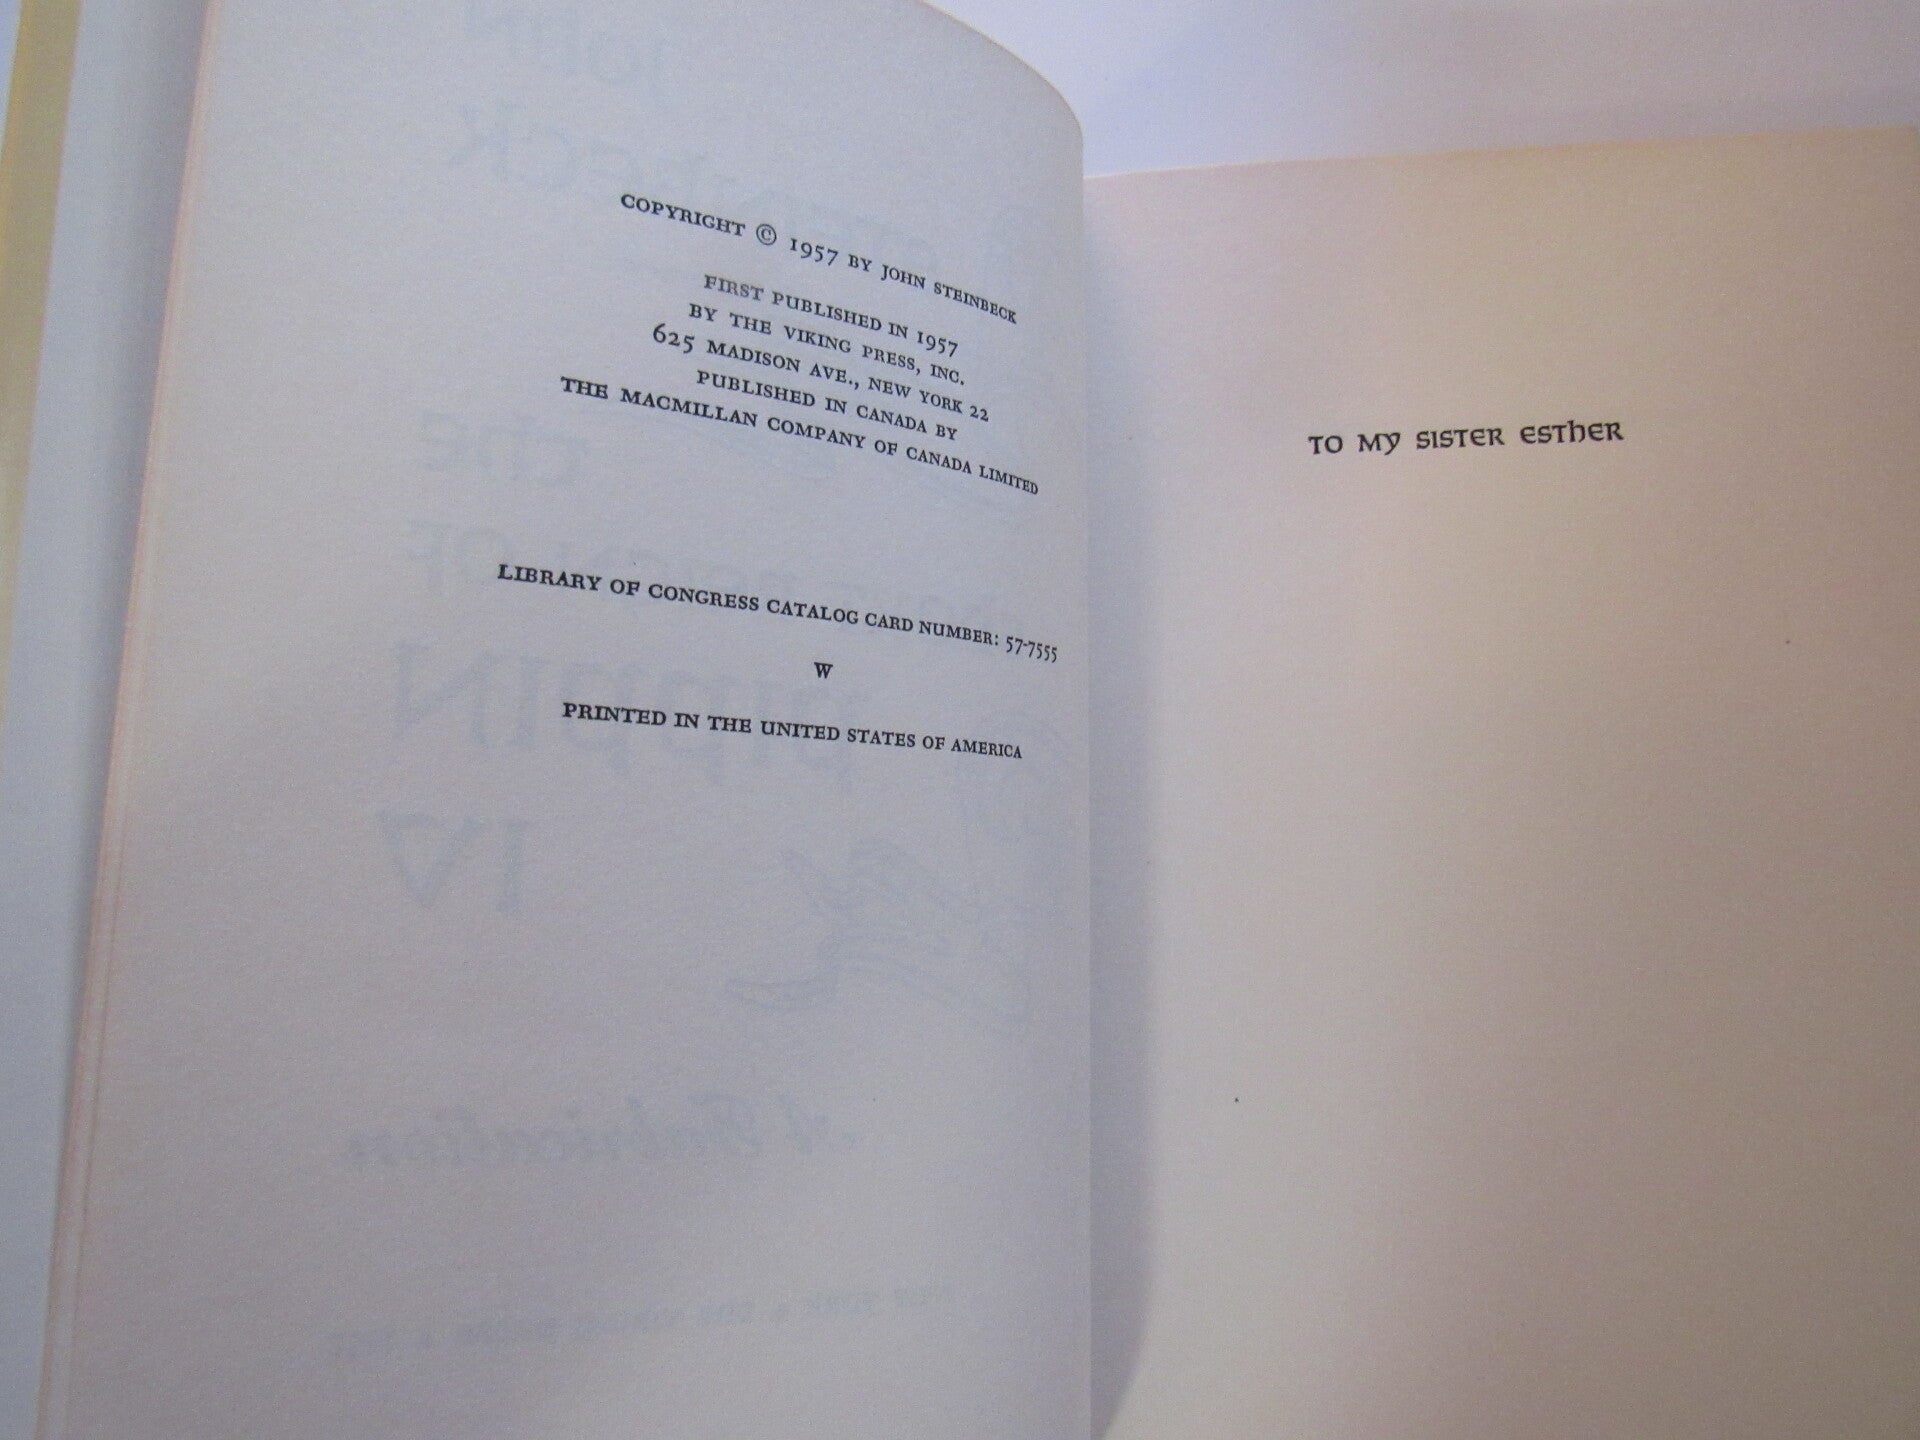 COPYRIGHT © 1957 BY JOHN STEINBECK
FIRST PUBLISHED IN 1957
BY THE VIKING PRESS, INC.
625 MADISON AVE., NEW YORK 22
PUBLISHED IN CANADA BY
THE MACMILLAN COMPANY OF CANADA LIMITED
LIBRARY OF CONGRESS CATALOG CARD NUMBER: 57-7555
W
PRINTED IN THE UNITED STATES OF AMERICA
TO MY SISTER ESTHER